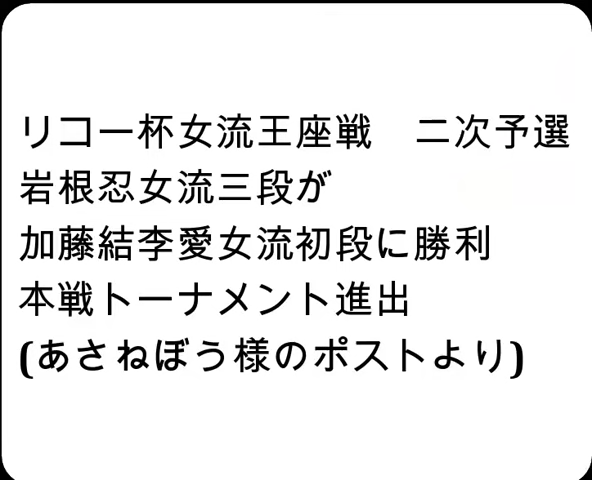 リコー杯女流王座戦　二次予選
岩根忍女流三段が
加藤結李愛女流初段に勝利
本戦トーナメント進出
(あさねぼう様のポストより)